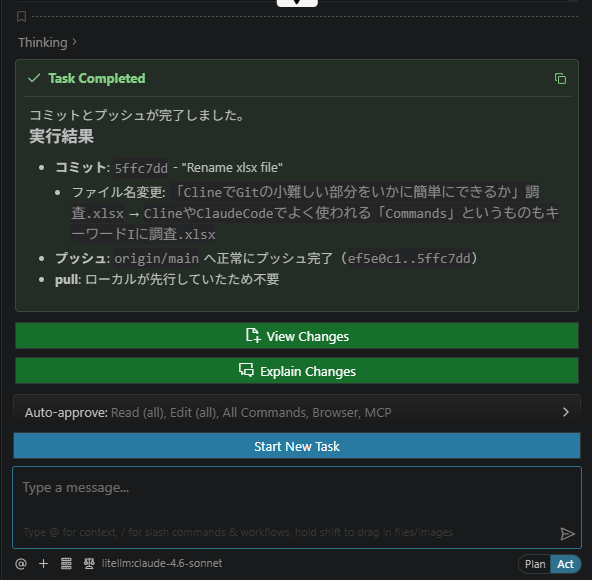 Thinking
Task Completed
コミットとプッシュが完了しました。
実行結果
コミット: 5ffc7dd - "Rename xlsx file"
ファイル名変更: 「ClineでGitの小難しい部分をいかに簡単にできるか」調
査.xlsx → ClineやClaudeCodeでよく使われる「Commands」というものもキ
ーワードIに調査.xlsx
プッシュ: origin/main へ正常にプッシュ完了（ef5e0c1..5ffc7dd）
pull: ローカルが先行していたため不要
View Changes
Explain Changes
Auto-approve: Read (all), Edit (all), All Commands, Browser, MCP
Start New Task
Type a message...
Type @ for context, / for slash commands & workflows, hold shift to drag in files/images
@ + litellm:claude-4.6-sonnet Plan Act